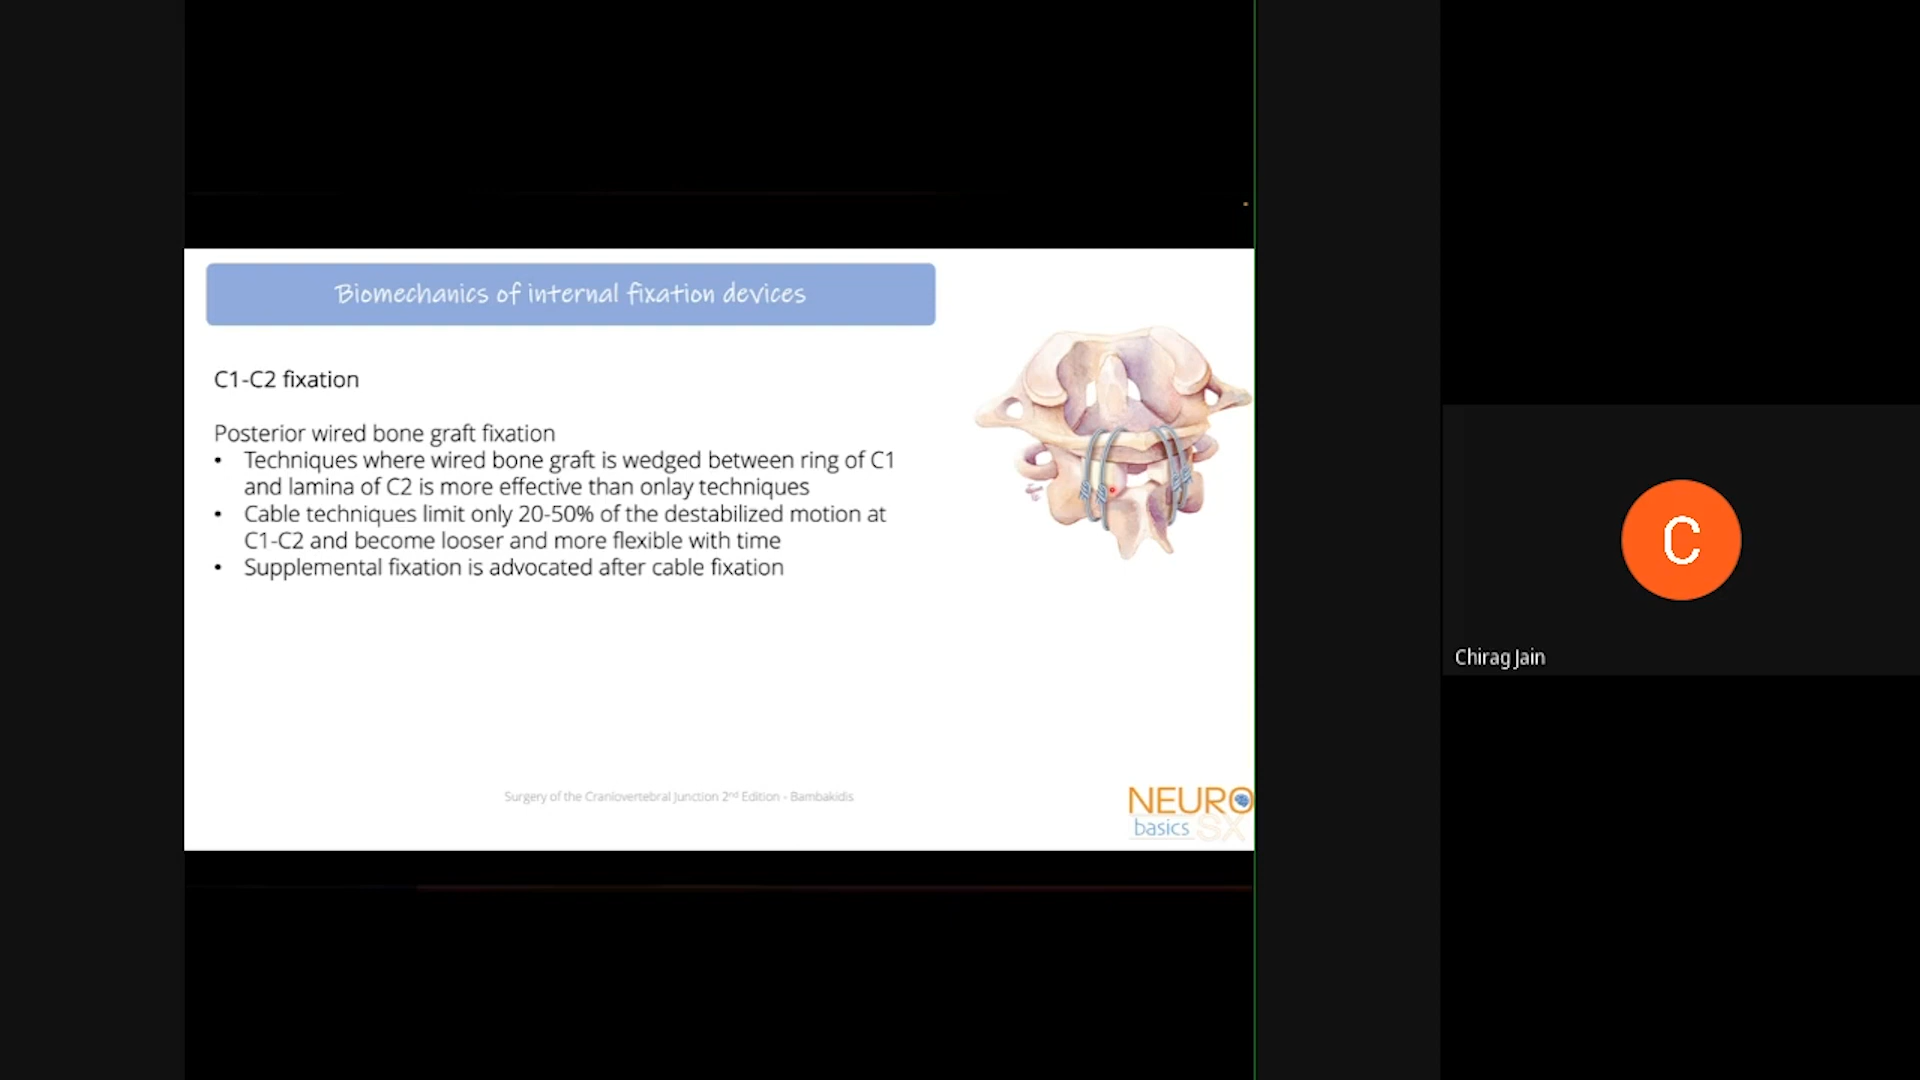 Biomechanics of internal fixation devices
C1-C2 fixation
Posterior wired bone graft fixation
• Techniques where wired bone graft is wedged between ring of C1
and lamina of C2 is more effective than onlay techniques
• Cable techniques limit only 20-50% of the destabilized motion at
C1-C2 and become looser and more flexible with time
• Supplemental fixation is advocated after cable fixation
Surgery of the Craniovertebral Junction 2nd Edition - Bambakidis
NEURO
basics SX
C
Chirag Jain